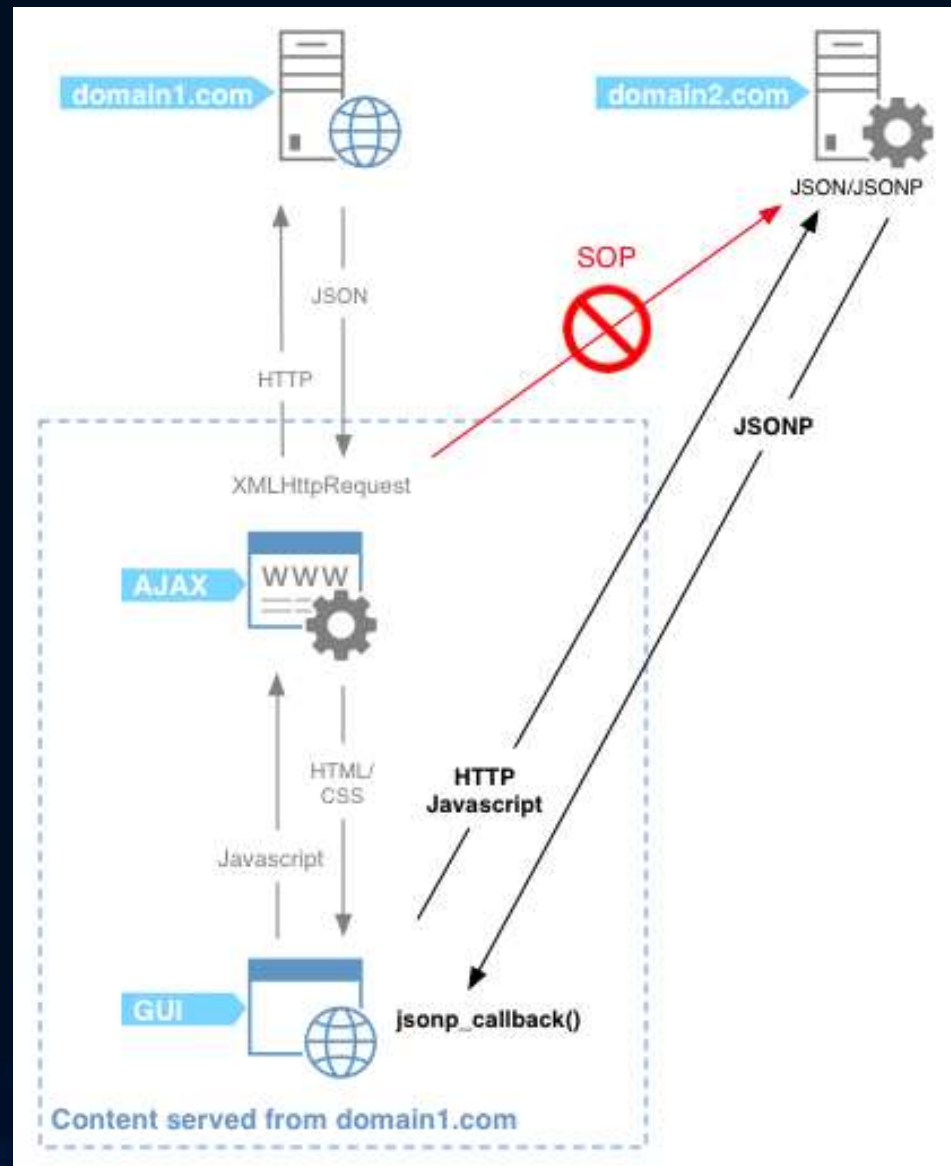 domain1.com
domain2.com
JSON/JSONP
SOP
JSON
HTTP
JSONP
XMLHttpRequest
AJAX
WWW
HTML/
CSS
HTTP
Javascript
Javascript
GUI
jsonp_callback()
Content served from domain1.com